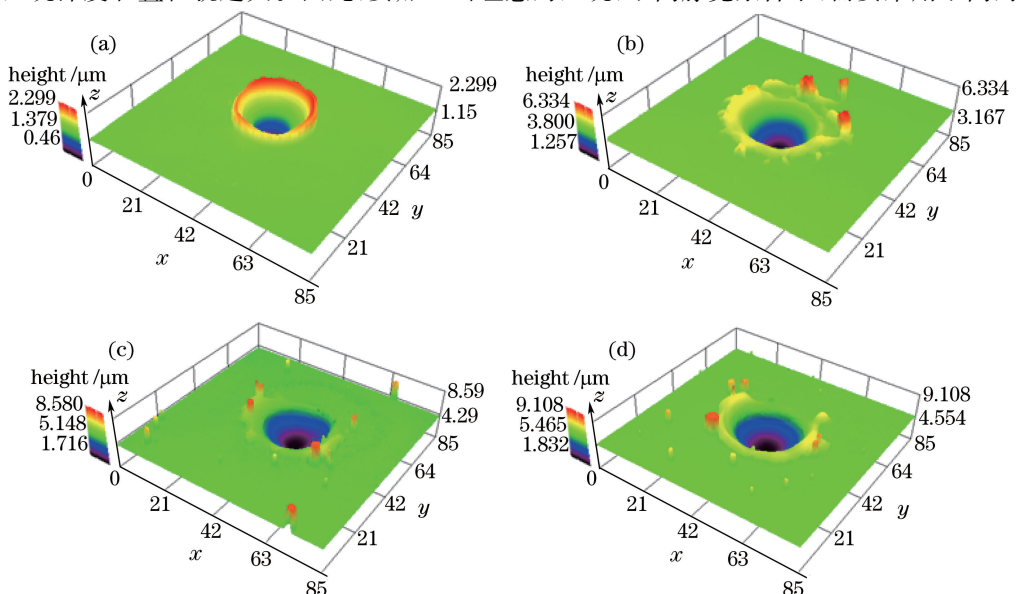 (a)
height /μm
2.299
1.379
0.46
z
2.299
1.15
85
64
42
21
y
0
21
42
63
85
x
(b)
height /μm
6.334
3.800
1.257
z
6.334
3.167
85
64
42
21
y
0
21
42
63
85
x
(c)
height /μm
8.580
5.148
1.716
z
8.59
4.29
85
64
42
21
y
0
21
42
63
85
x
(d)
height /μm
9.108
5.465
1.832
z
9.108
4.554
85
64
42
21
y
0
21
42
63
85
x